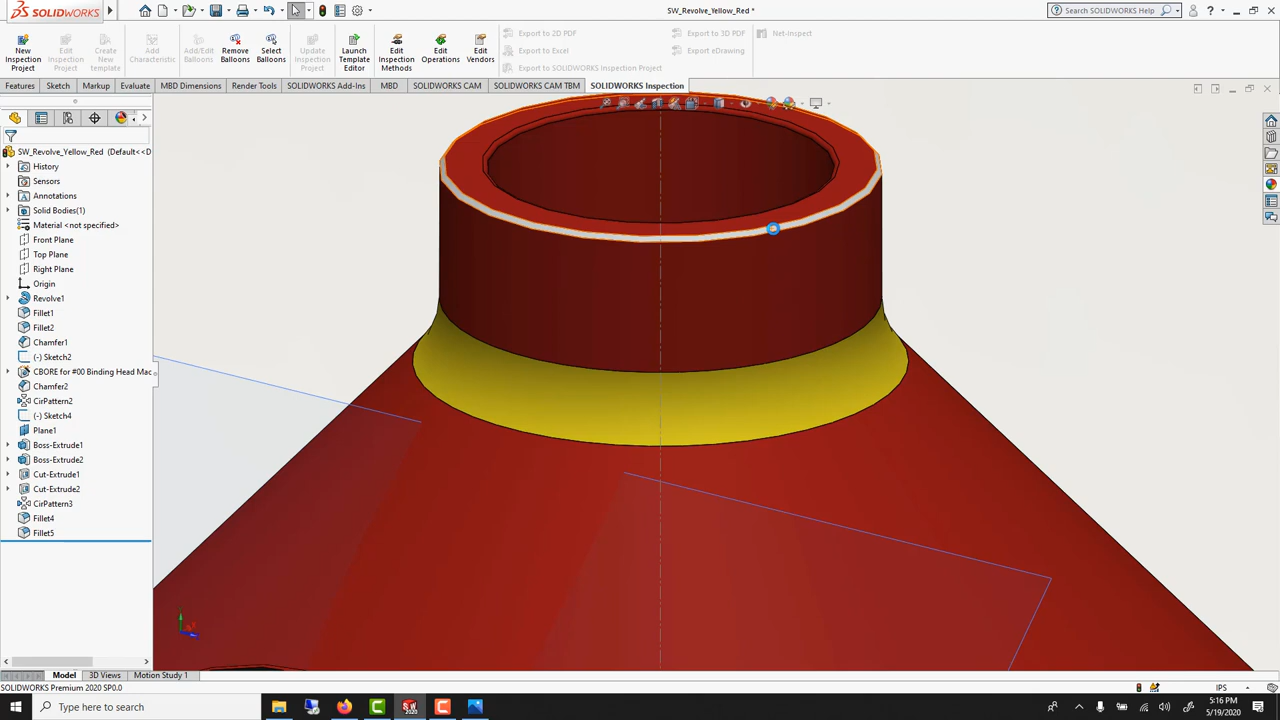 SOLIDWORKS
SW_Revolve_Yellow_Red *
Search SOLIDWORKS Help
New Inspection Project
Edit Inspection Project
Create New template
Add Characteristic
Add/Edit Balloons
Remove Balloons
Select Balloons
Update Inspection Project
Launch Template Editor
Edit Inspection Methods
Edit Operations
Edit Vendors
Export to 2D PDF
Export to Excel
Export to SOLIDWORKS Inspection Project
Export to 3D PDF
Export eDrawing
Net-Inspect
Features
Sketch
Markup
Evaluate
MBD Dimensions
Render Tools
SOLIDWORKS Add-Ins
MBD
SOLIDWORKS CAM
SOLIDWORKS CAM TBM
SOLIDWORKS Inspection
SW_Revolve_Yellow_Red (Default<<D
History
Sensors
Annotations
Solid Bodies(1)
Material <not specified>
Front Plane
Top Plane
Right Plane
Origin
Revolve1
Fillet1
Fillet2
Chamfer1
(-) Sketch2
CBORE for #00 Binding Head Mac
Chamfer2
CirPattern2
(-) Sketch4
Plane1
Boss-Extrude1
Boss-Extrude2
Cut-Extrude1
Cut-Extrude2
CirPattern3
Fillet4
Fillet5
Model
3D Views
Motion Study 1
SOLIDWORKS Premium 2020 SP0.0
IPS
Type here to search
5:16 PM
5/19/2020